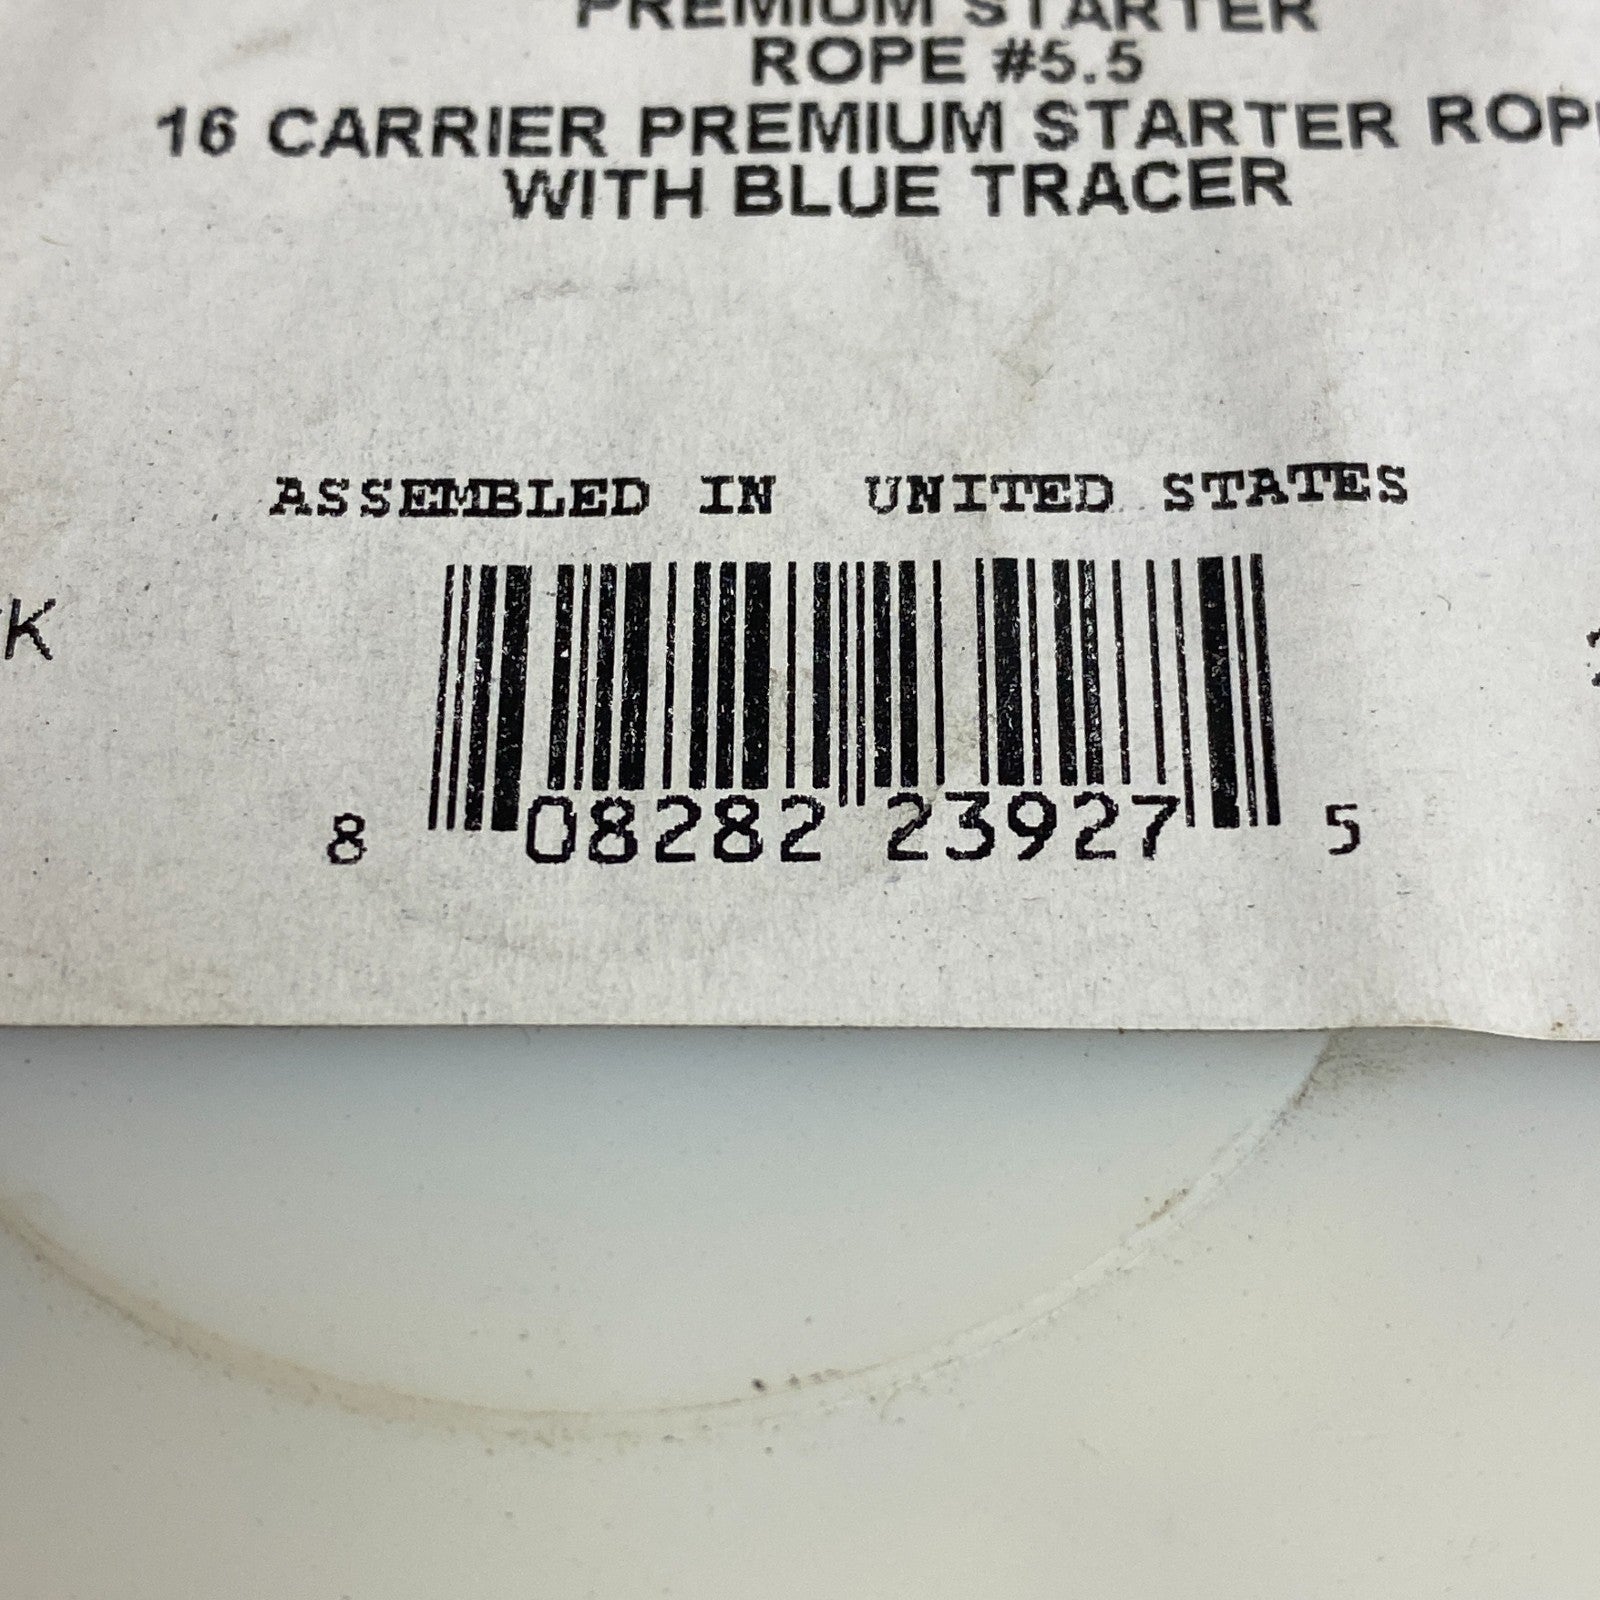 PREMIUM STARTER
ROPE #5.5
16 CARRIER PREMIUM STARTER ROPE
WITH BLUE TRACER
ASSEMBLED IN UNITED STATES
K
8 08282 23927 5